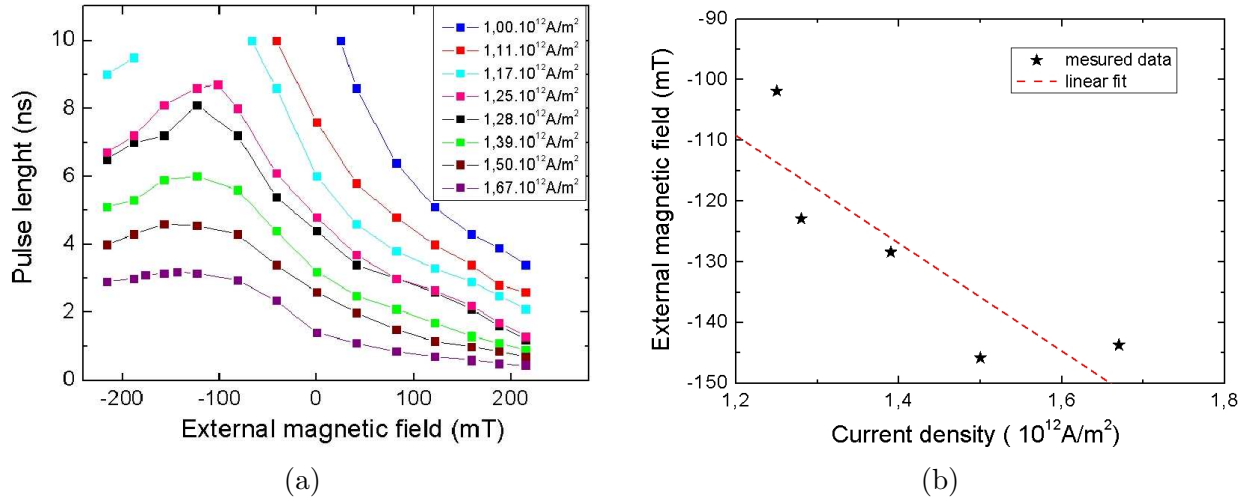 Pulse lenght (ns)
10
8
6
4
2
0
-200 -100 0 100 200
External magnetic field (mT)
1,00.10¹²A/m²
1,11.10¹²A/m²
1,17.10¹²A/m²
1,25.10¹²A/m²
1,28.10¹²A/m²
1,39.10¹²A/m²
1,50.10¹²A/m²
1,67.10¹²A/m²
(a)
External magnetic field (mT)
-90
-100
-110
-120
-130
-140
-150
1,2 1,4 1,6 1,8
Current density ( 10¹²A/m²)
mesured data
linear fit
(b)